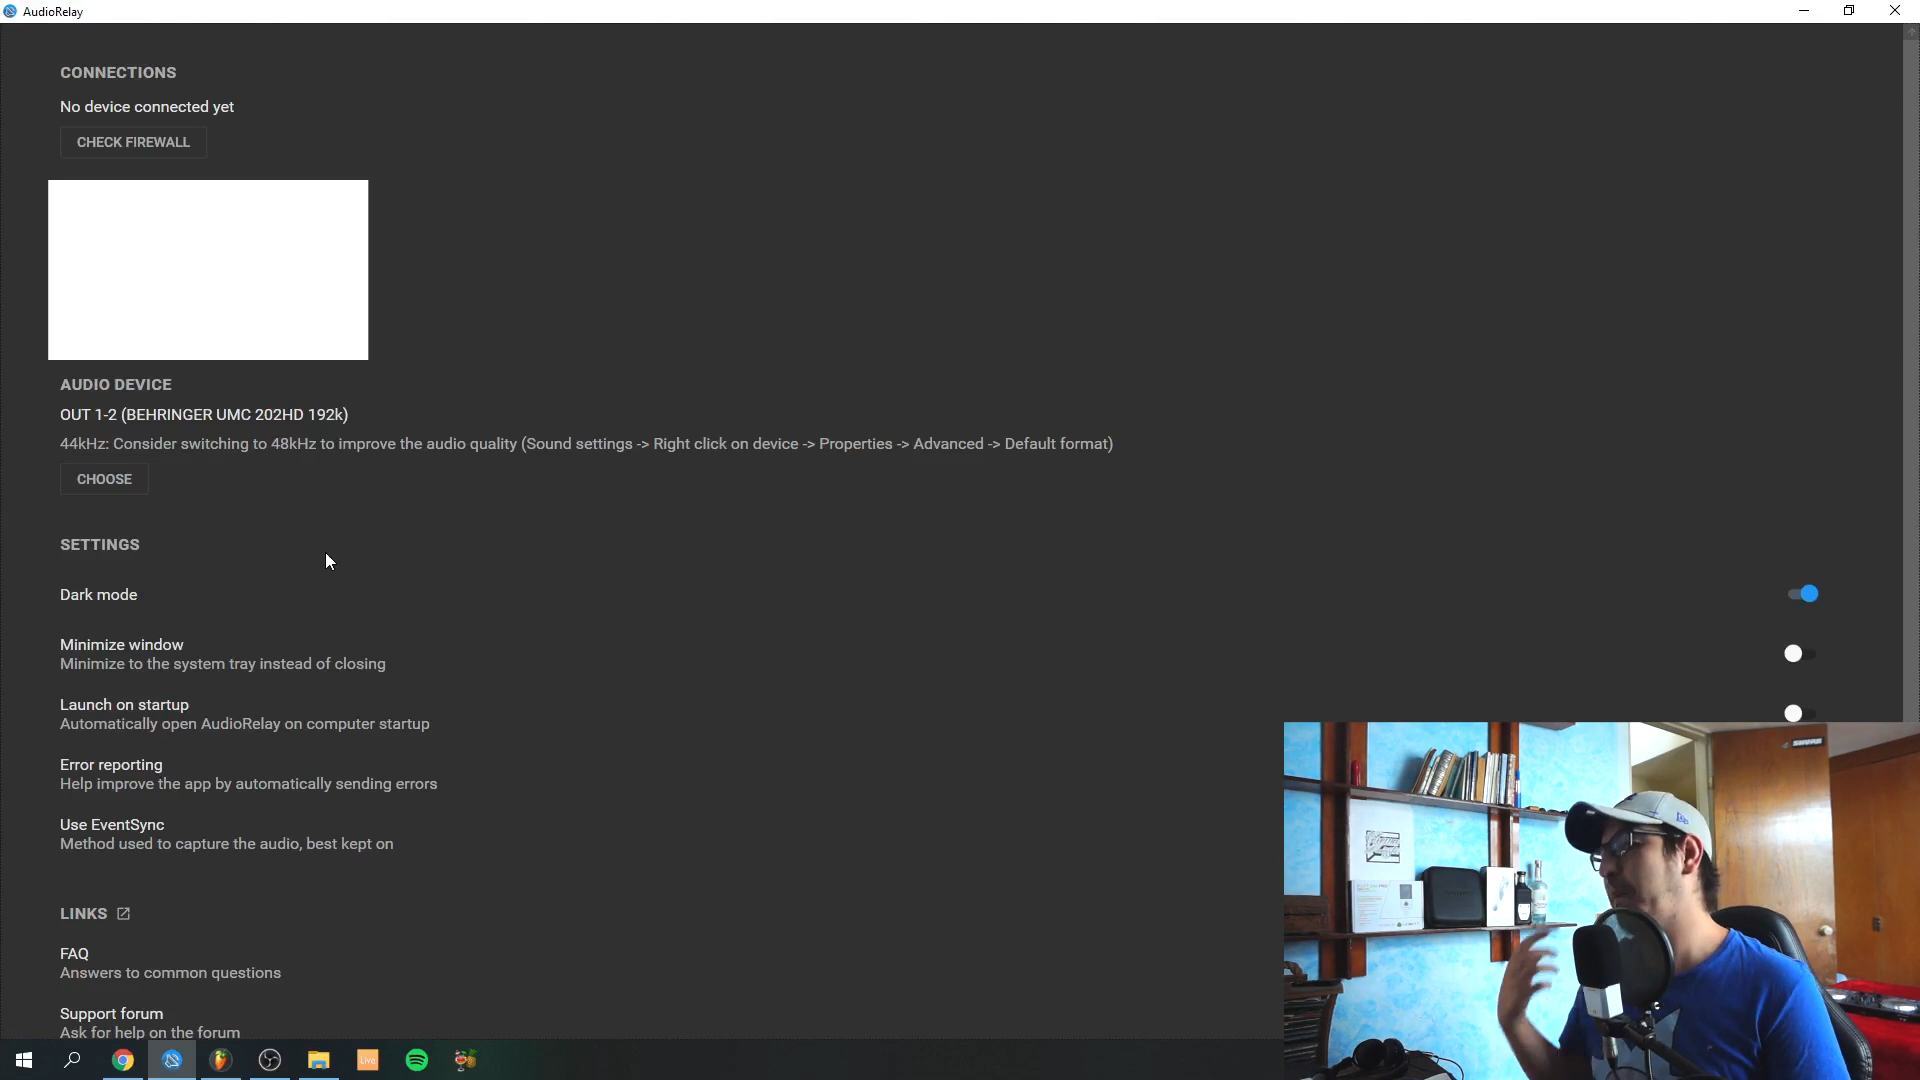 AudioRelay
CONNECTIONS
No device connected yet
CHECK FIREWALL
AUDIO DEVICE
OUT 1-2 (BEHRINGER UMC 202HD 192k)
44kHz: Consider switching to 48kHz to improve the audio quality (Sound settings -> Right click on device -> Properties -> Advanced -> Default format)
CHOOSE
SETTINGS
Dark mode
Minimize window
Minimize to the system tray instead of closing
Launch on startup
Automatically open AudioRelay on computer startup
Error reporting
Help improve the app by automatically sending errors
Use EventSync
Method used to capture the audio, best kept on
LINKS
FAQ
Answers to common questions
Support forum
Ask for help on the forum
Live
SHURE